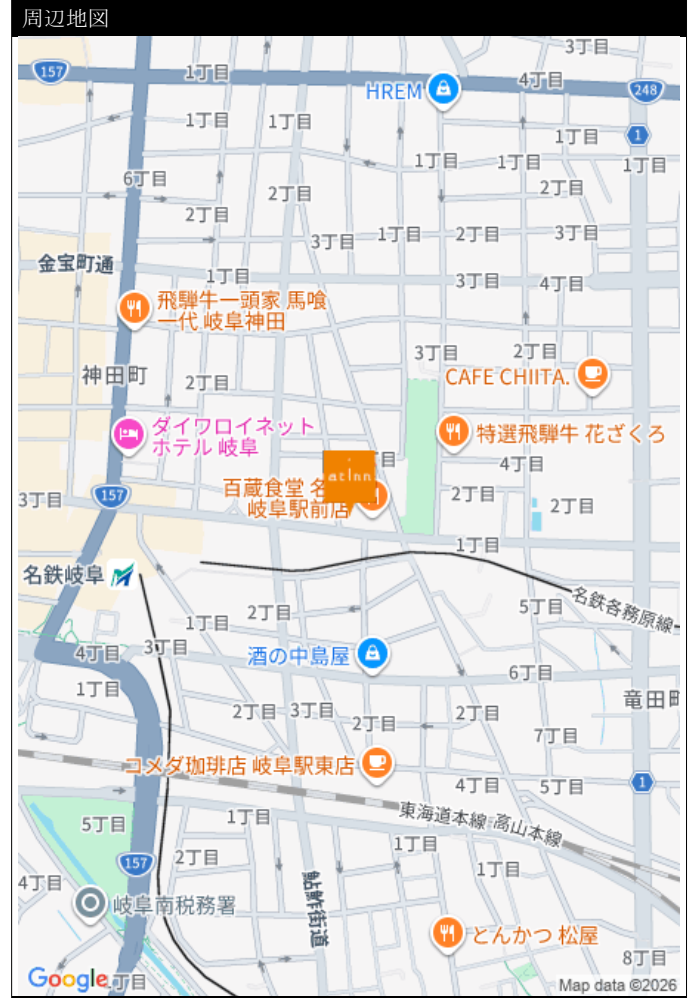 周辺地図
3丁目
157
1丁目
4丁目
HREM
248
1丁目
1丁目
1
1丁目
1丁目
1丁目
1丁目
6丁目
2丁目
2丁目
2丁目
3丁目
1丁目
2丁目
3丁目
金宝町通
1丁目
3丁目
4丁目
飛騨牛一頭家 馬喰
一代 岐阜神田
3丁目
2丁目
神田町
2丁目
CAFE CHIITA.
ダイワロイネット
ホテル 岐阜
特選飛騨牛 花ざくろ
目
4丁目
at inn
百蔵食堂 名
岐阜駅前店
3丁目
157
2丁目
2丁目
1丁目
名鉄岐阜
名鉄各務原線
5丁目
2丁目
1丁目
3丁目
4丁目
酒の中島屋
6丁目
1丁目
竜田町
2丁目
3丁目
2丁目
2丁目
7丁目
コメダ珈琲店 岐阜駅東店
4丁目
5丁目
1
東海道本線 高山本線
1丁目
5丁目
1丁目
157
2丁目
1丁目
4丁目
鮎鮓街道
岐阜南税務署
とんかつ 松屋
8丁目
Google
丁目
Map data ©2026